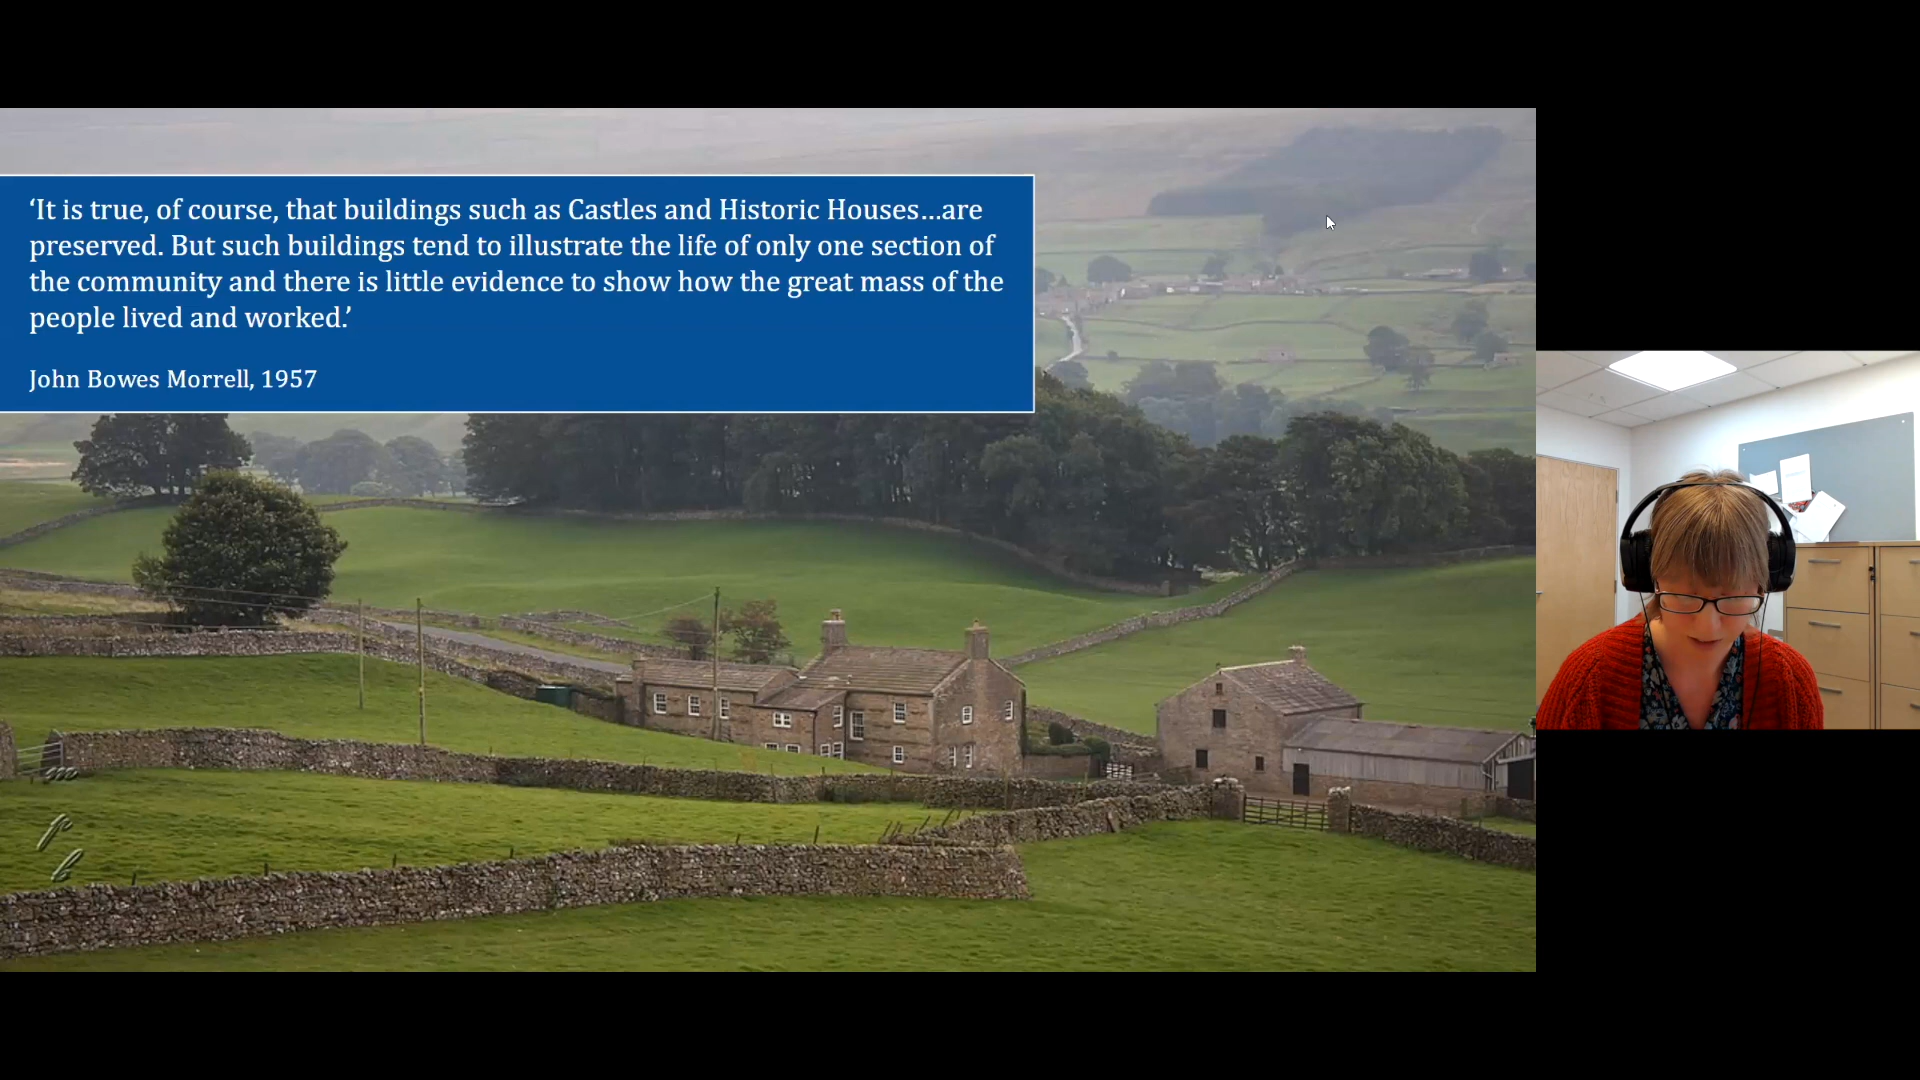 ‘It is true, of course, that buildings such as Castles and Historic Houses…are
preserved. But such buildings tend to illustrate the life of only one section of
the community and there is little evidence to show how the great mass of the
people lived and worked.’
John Bowes Morrell, 1957
m
p
b